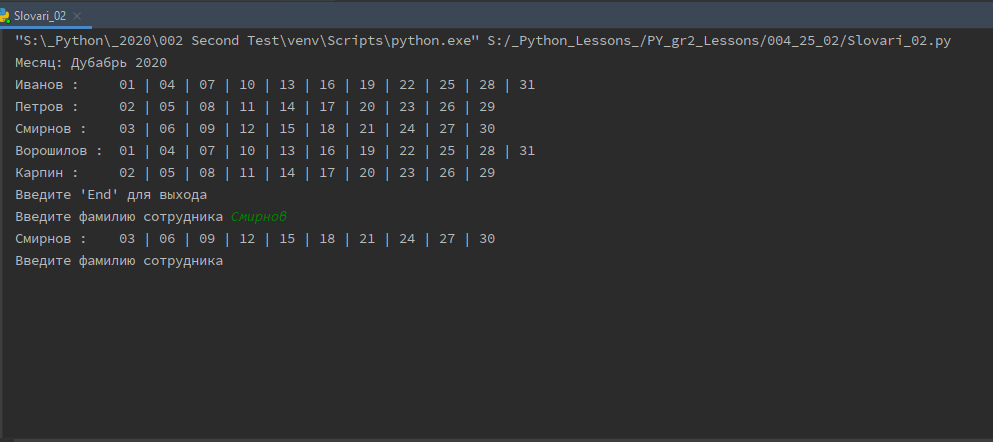 Slovari_02
"S:\_Python\_2020\002 Second Test\venv\Scripts\python.exe" S:/_Python_Lessons_/PY_gr2_Lessons/004_25_02/Slovari_02.py
Месяц: Дубабрь 2020
Иванов :     01 | 04 | 07 | 10 | 13 | 16 | 19 | 22 | 25 | 28 | 31
Петров :     02 | 05 | 08 | 11 | 14 | 17 | 20 | 23 | 26 | 29
Смирнов :    03 | 06 | 09 | 12 | 15 | 18 | 21 | 24 | 27 | 30
Ворошилов :  01 | 04 | 07 | 10 | 13 | 16 | 19 | 22 | 25 | 28 | 31
Карпин :     02 | 05 | 08 | 11 | 14 | 17 | 20 | 23 | 26 | 29
Введите 'End' для выхода
Введите фамилию сотрудника Смирнов
Смирнов :    03 | 06 | 09 | 12 | 15 | 18 | 21 | 24 | 27 | 30
Введите фамилию сотрудника